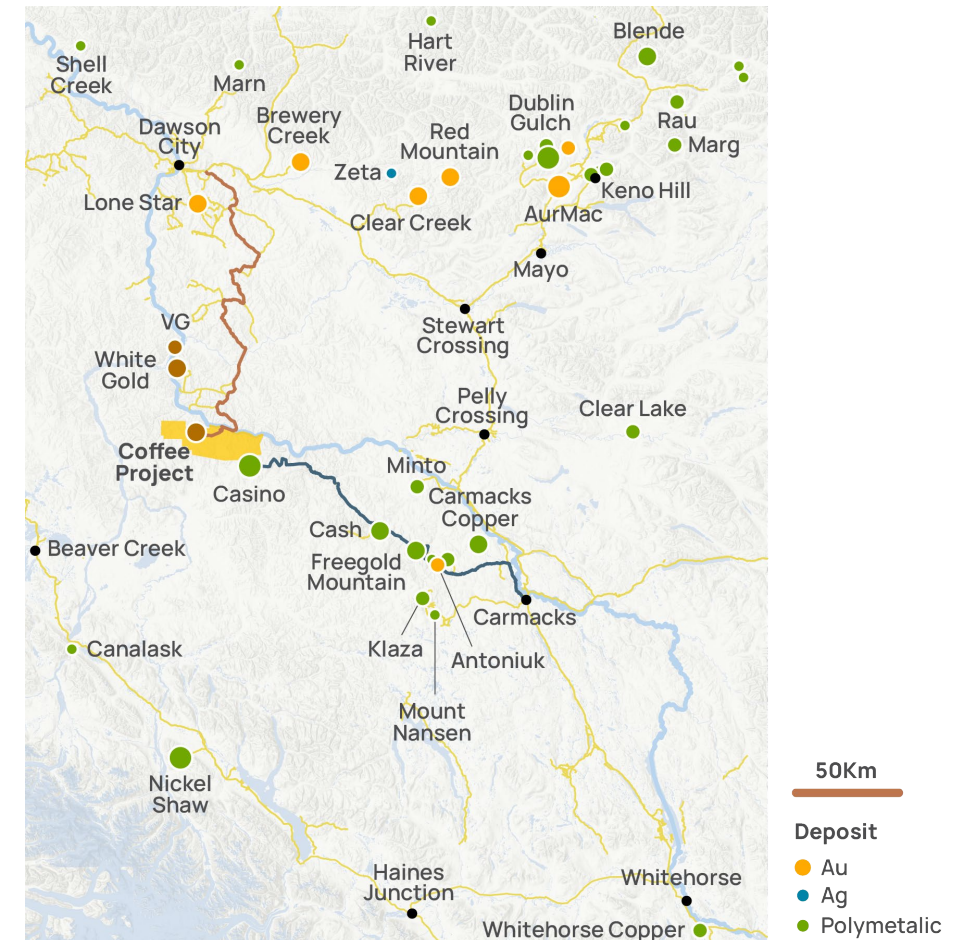 Hart
River
Blende
Shell
Creek
Marn
Brewery
Creek
Dublin
Gulch
Rau
Dawson
City
Red
Mountain
Marg
Zeta
Keno Hill
Lone Star
Clear Creek
AurMac
Mayo
VG
Stewart
Crossing
White
Gold
Pelly
Crossing
Clear Lake
Coffee
Project
Minto
Casino
Carmacks
Copper
Cash
Beaver Creek
Freegold
Mountain
Carmacks
Klaza
Antoniuk
Canalask
Mount
Nansen
Nickel
Shaw
50Km
Deposit
Au
Ag
Polymetalic
Haines
Junction
Whitehorse
Whitehorse Copper